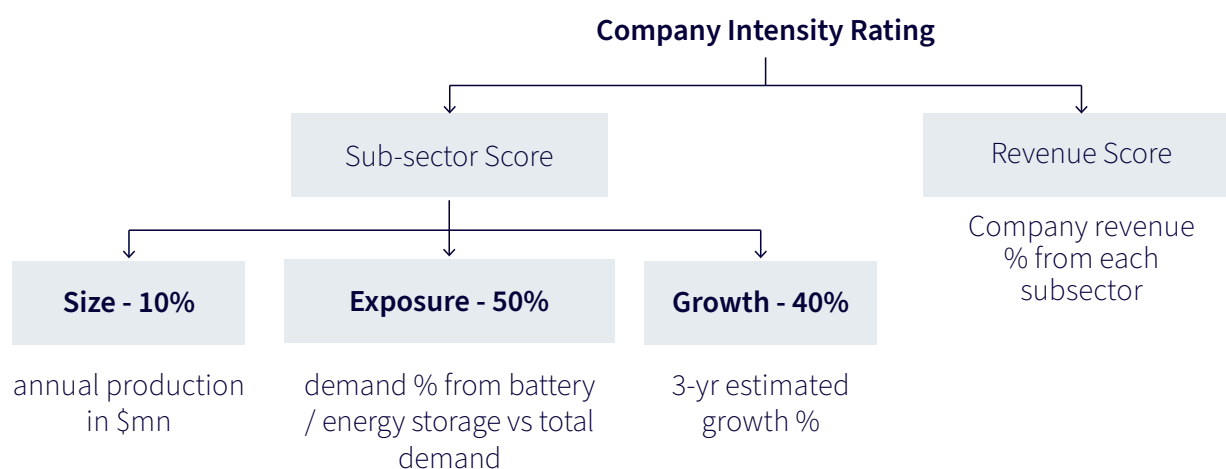 Company Intensity Rating
Sub-sector Score
Revenue Score
Company revenue
% from each
subsector
Size - 10%
Exposure - 50%
Growth - 40%
annual production
in $mn
demand % from battery
/ energy storage vs total
demand
3-yr estimated
growth %